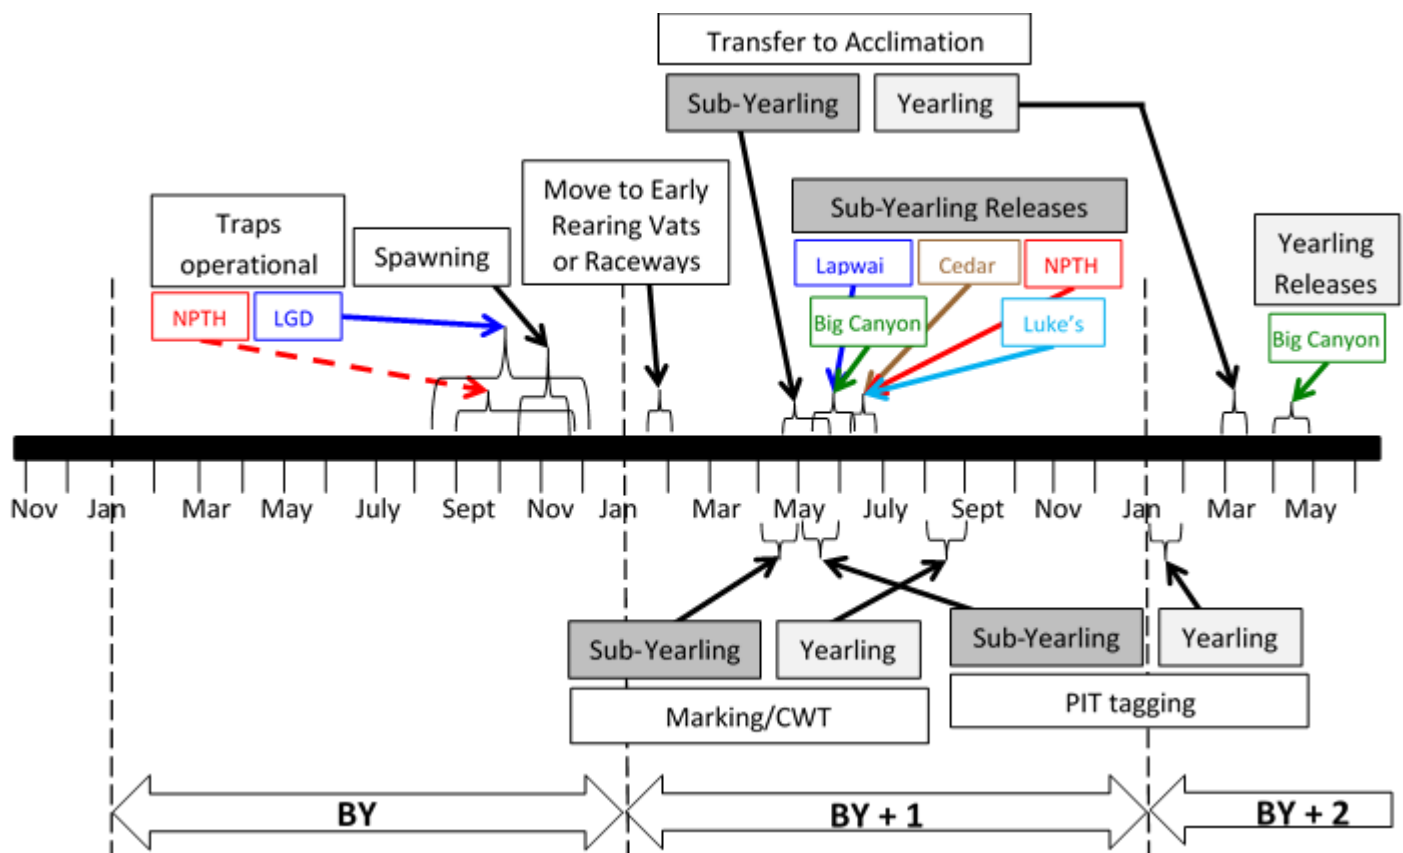 Transfer to Acclimation
Sub-Yearling
Yearling
Move to Early
Rearing Vats
or Raceways
Sub-Yearling Releases
Traps
operational
Spawning
Yearling
Releases
Lapwai
Cedar
NPTH
NPTH
LGD
Big Canyon
Luke's
Big Canyon
Nov Jan Mar May July Sept Nov Jan Mar May July Sept Nov Jan Mar May
Sub-Yearling
Yearling
Sub-Yearling
Yearling
Marking/CWT
PIT tagging
BY
BY + 1
BY + 2